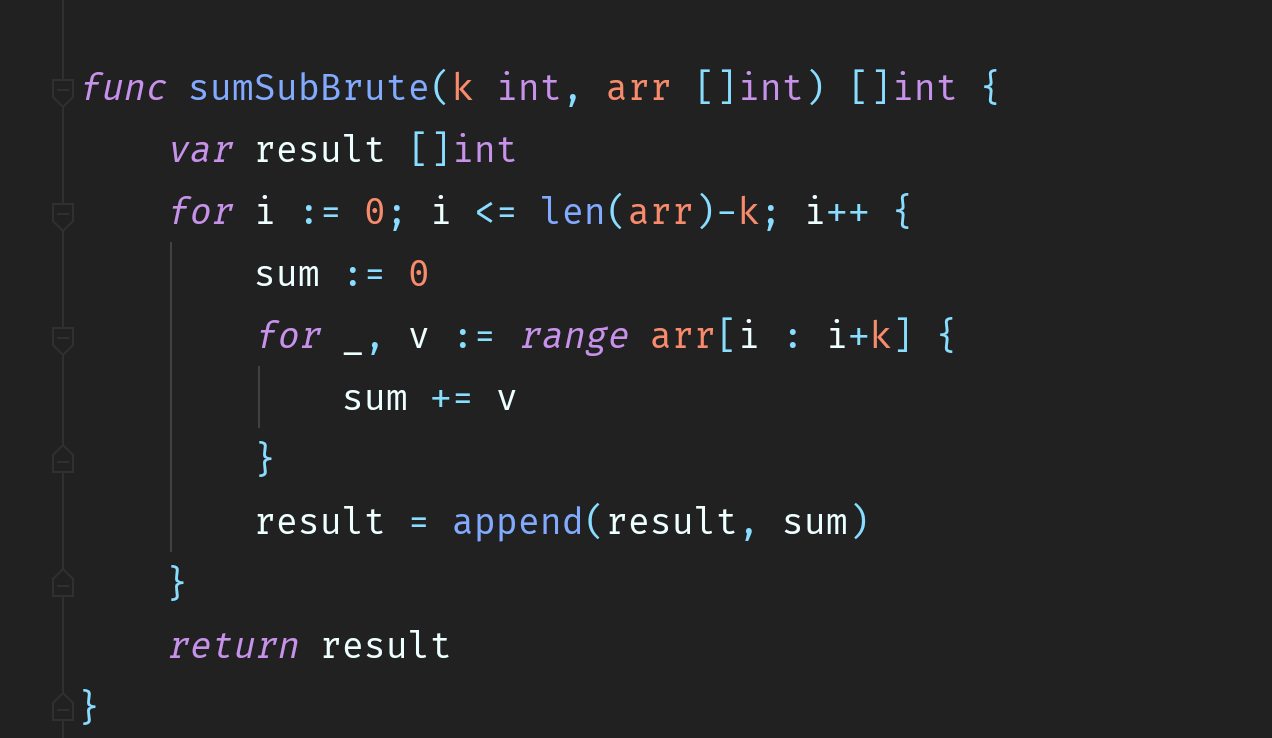 func sumSubBrute(k int, arr []int) []int {
    var result []int
    for i := 0; i <= len(arr)-k; i++ {
        sum := 0
        for _, v := range arr[i : i+k] {
            sum += v
        }
        result = append(result, sum)
    }
    return result
}